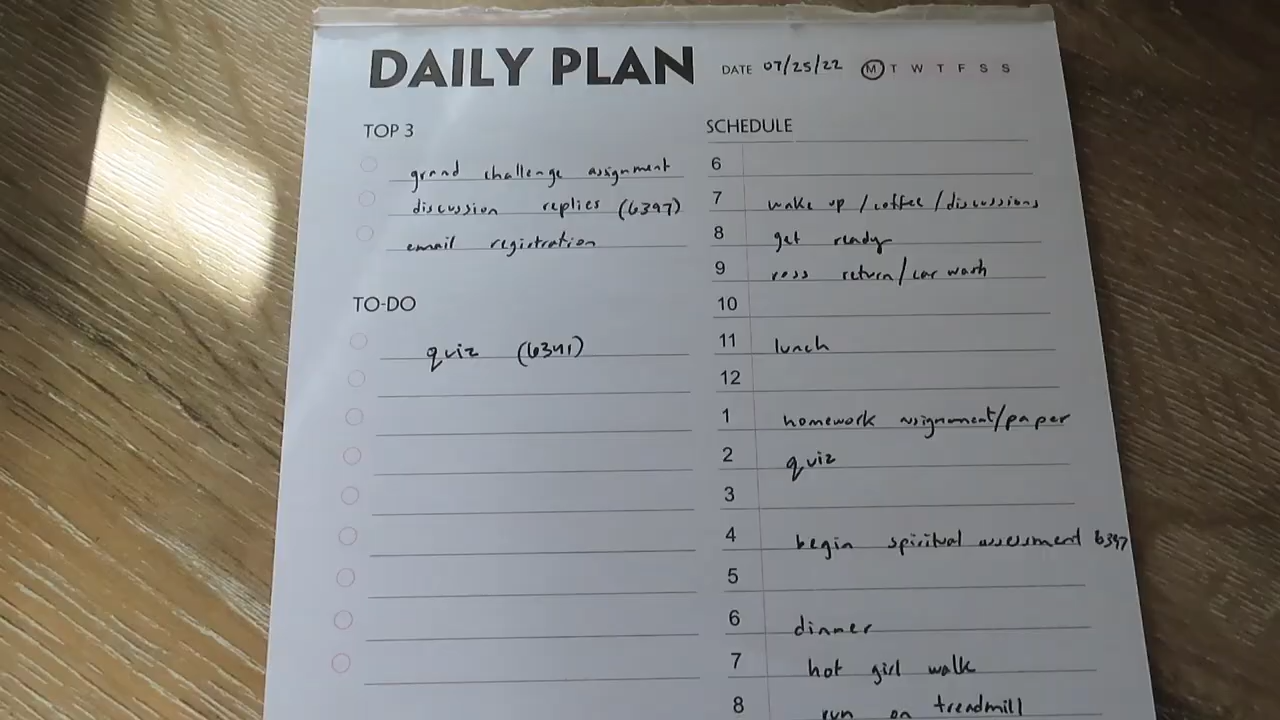 DAILY PLAN
DATE 07/25/22 M T W T F S S
TOP 3
grand challenge assignment
discussion replies (6397)
email registration
TO-DO
quiz (6341)
SCHEDULE
6
7 wake up / coffee / discussions
8 get ready
9 ross return / car wash
10
11 lunch
12
1 homework assignment/paper
2 quiz
3
4 begin spiritual assessment 6397
5
6 dinner
7 hot girl walk
8 run on treadmill